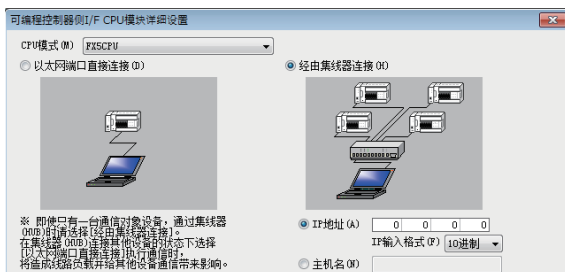 可编程控制器侧I/F CPU模块详细设置
CPU模式(M) FX5CPU
以太网端口直接连接(D)
经由集线器连接(H)
※ 即使只有一台通信对象设备，通过集线器
(HUB)时请选择[经由集线器连接]。
在集线器(HUB)连接其他设备的状态下选择
[以太网端口直接连接]执行通信时，
将造成线路负载并给其他设备通信带来影响。
IP地址(A) 0 0 0 0
IP输入格式(F) 10进制
主机名(N)